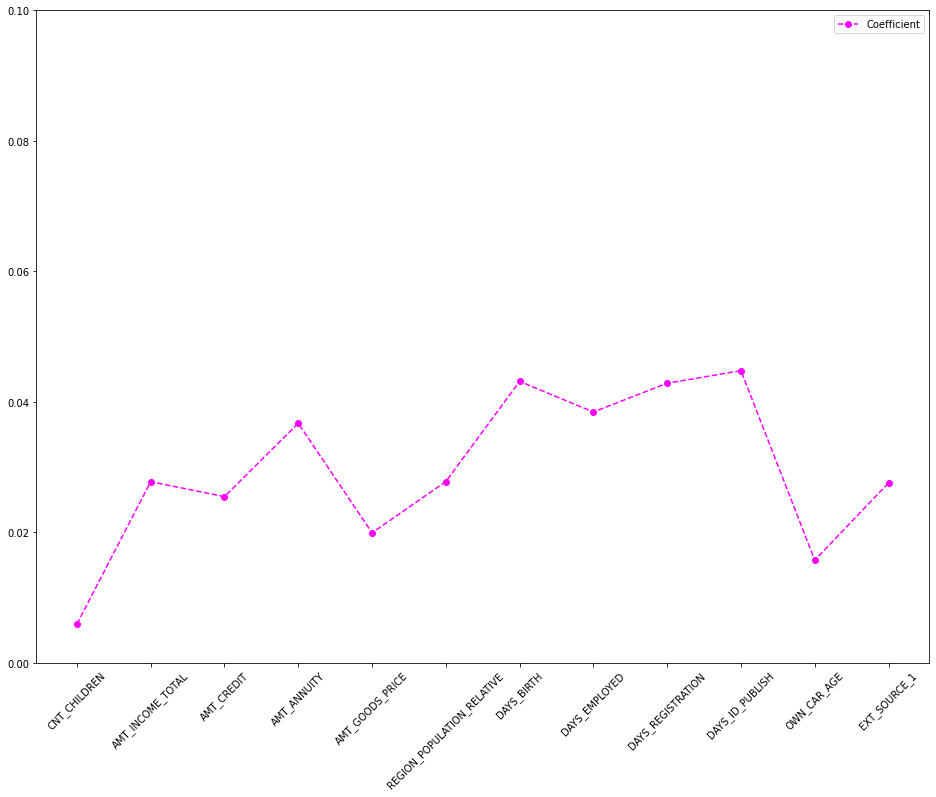 0.10
Coefficient
0.08
0.06
0.04
0.02
0.00
CNT_CHILDREN
AMT_INCOME_TOTAL
AMT_CREDIT
AMT_ANNUITY
AMT_GOODS_PRICE
REGION_POPULATION_RELATIVE
DAYS_BIRTH
DAYS_EMPLOYED
DAYS_REGISTRATION
DAYS_ID_PUBLISH
OWN_CAR_AGE
EXT_SOURCE_1